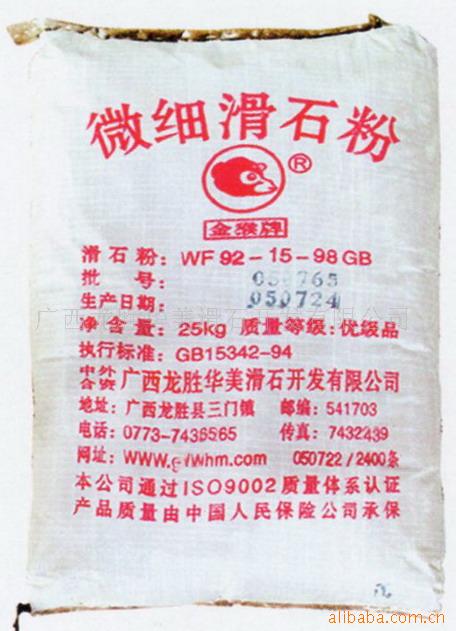 微细滑石粉
®
金猴牌
滑石粉: WF 92-15-98 GB
批号: 050765
生产日期: 050724
净含量: 25kg 质量等级: 优级品
执行标准: GB15342-94
中外合资 广西龙胜华美滑石开发有限公司
地址: 广西龙胜县三门镇 邮编: 541703
电话: 0773-7436565 传真: 7432239
050722/2400条
本公司通过ISO9002质量体系认证
产品质量由中国人民保险公司承保
alibaba.com.cn